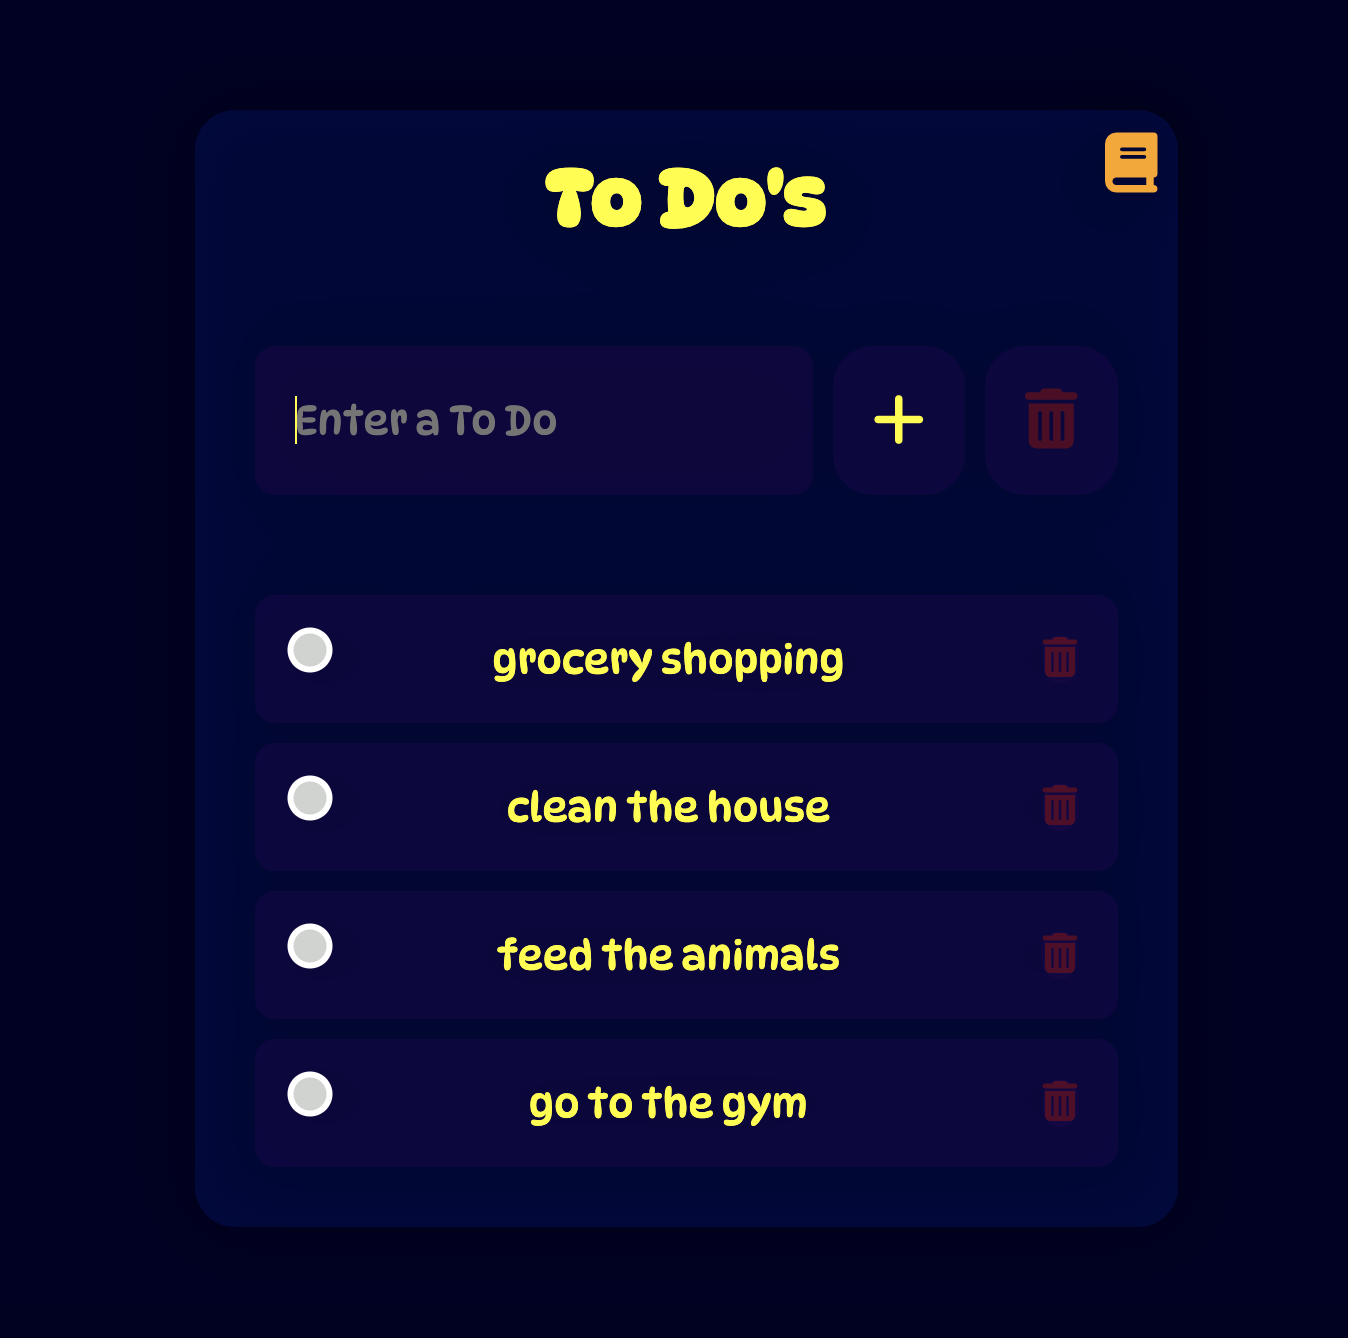 To Do's
Enter a To Do
grocery shopping
clean the house
feed the animals
go to the gym